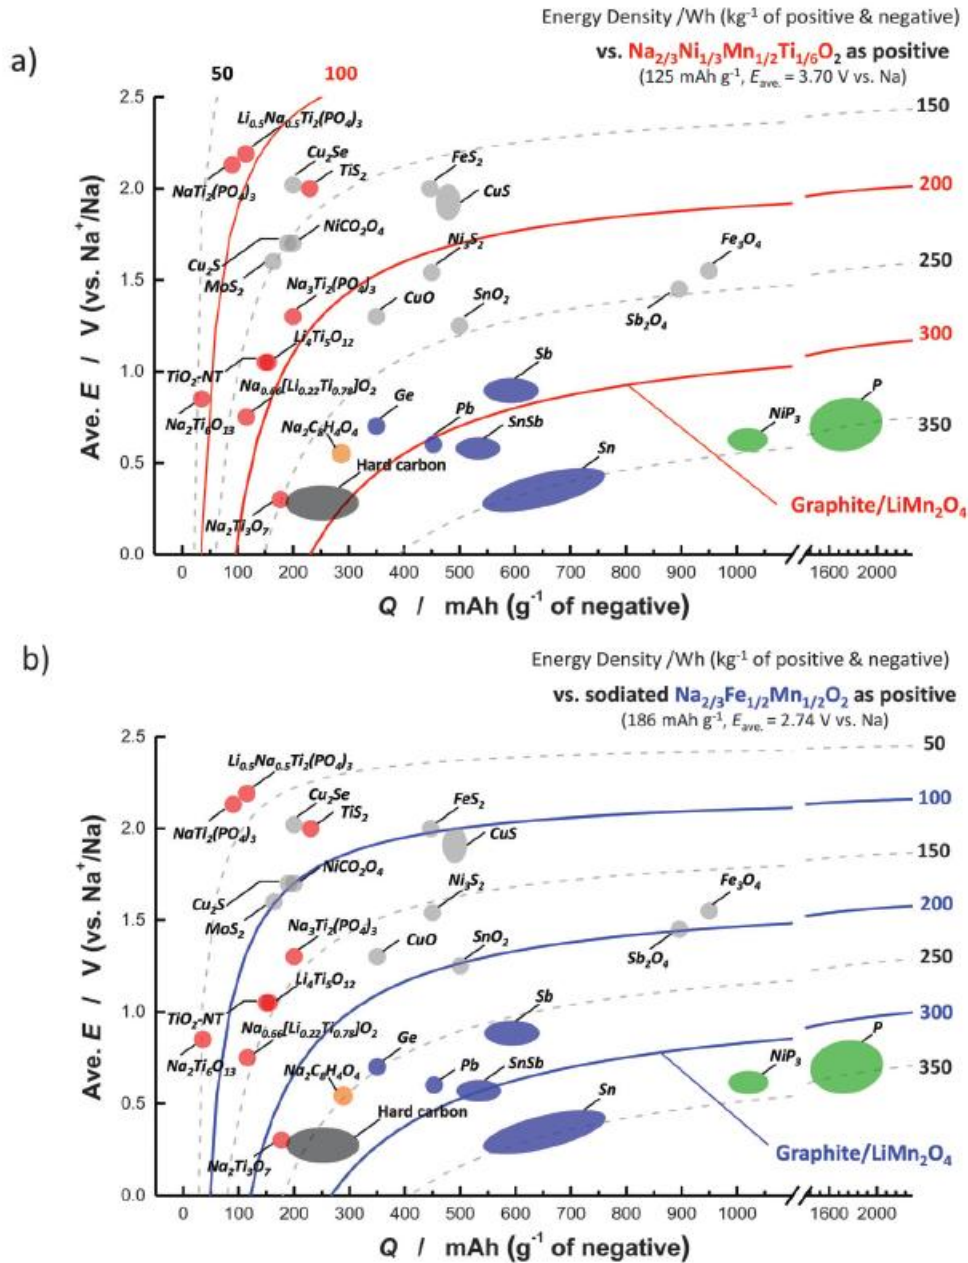 Energy Density /Wh (kg⁻¹ of positive & negative)
a)
vs. Na₂/₃Ni₁/₃Mn₁/₂Ti₁/₆O₂ as positive
(125 mAh g⁻¹, Eₐᵥₑ. = 3.70 V vs. Na)
50
100
2.5
Li₀.₅Na₀.₅Ti₂(PO₄)₃
150
Cu₂Se
FeS₂
TiS₂
NaTi₂(PO₄)₃
CuS
200
2.0
NiCO₂O₄
Ni₃S₂
Fe₃O₄
Cu₂S
250
MoS₂
1.5
Na₃Ti₂(PO₄)₃
CuO
SnO₂
Sb₂O₄
Li₄Ti₅O₁₂
300
Sb
TiO₂-NT
1.0
Na₀.₆₆[Li₀.₂₂Ti₀.₇₈]O₂
P
Ge
Pb
NiP₃
Na₂Ti₆O₁₃
Na₂C₈H₄O₄
SnSb
350
Sn
0.5
Hard carbon
Graphite/LiMn₂O₄
Na₂Ti₃O₇
0.0
Ave. E / V (vs. Na⁺/Na)
0 100 200 300 400 500 600 700 800 900 1000 1600 2000
Q / mAh (g⁻¹ of negative)
b)
Energy Density /Wh (kg⁻¹ of positive & negative)
vs. sodiated Na₂/₃Fe₁/₂Mn₁/₂O₂ as positive
(186 mAh g⁻¹, Eₐᵥₑ. = 2.74 V vs. Na)
2.5
50
Li₀.₅Na₀.₅Ti₂(PO₄)₃
Cu₂Se
FeS₂
100
TiS₂
NaTi₂(PO₄)₃
CuS
2.0
150
NiCO₂O₄
Ni₃S₂
Fe₃O₄
Cu₂S
200
MoS₂
1.5
Na₃Ti₂(PO₄)₃
CuO
SnO₂
Sb₂O₄
250
Li₄Ti₅O₁₂
Sb
TiO₂-NT
1.0
300
Na₀.₆₆[Li₀.₂₂Ti₀.₇₈]O₂
P
Ge
Pb
SnSb
NiP₃
Na₂Ti₆O₁₃
Na₂C₈H₄O₄
350
Sn
0.5
Hard carbon
Graphite/LiMn₂O₄
Na₂Ti₃O₇
0.0
Ave. E / V (vs. Na⁺/Na)
0 100 200 300 400 500 600 700 800 900 1000 1600 2000
Q / mAh (g⁻¹ of negative)